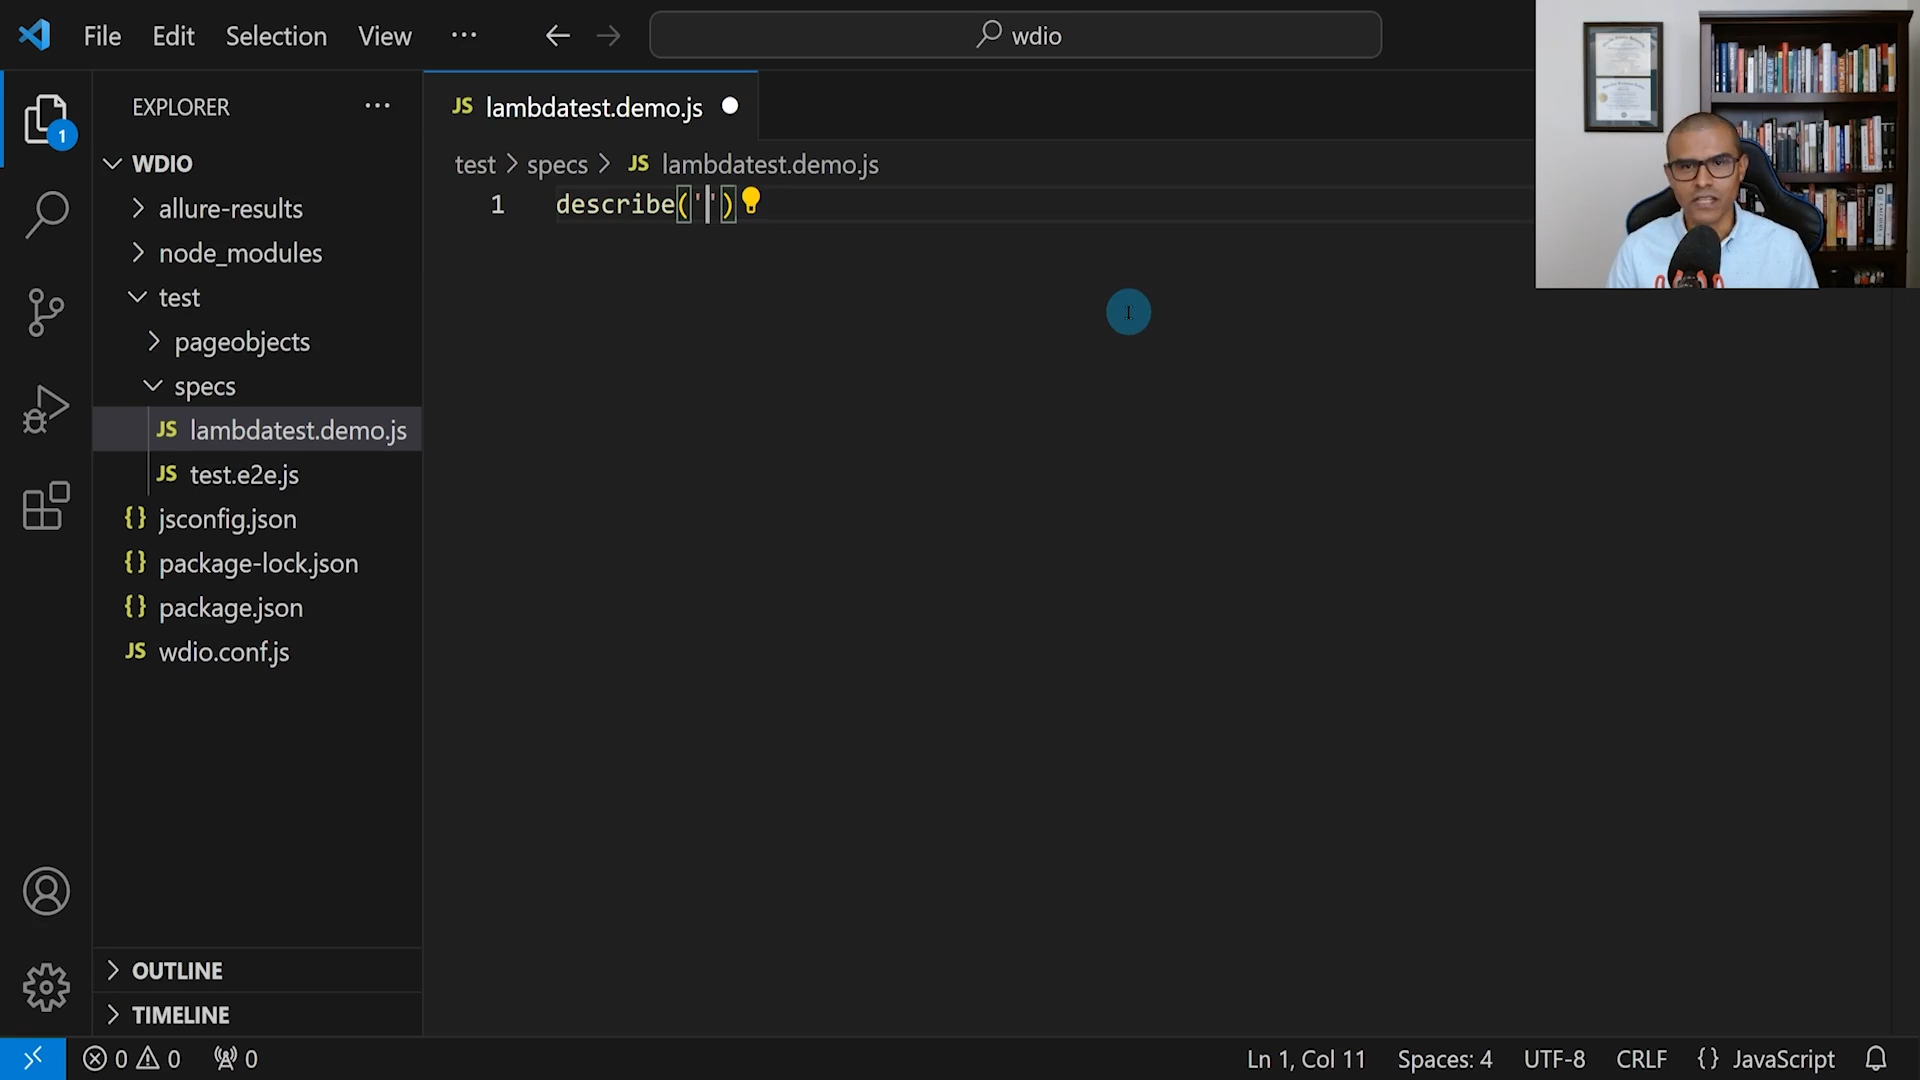 File Edit Selection View ··· wdio
EXPLORER ···
WDIO
allure-results
node_modules
test
pageobjects
specs
JS lambdatest.demo.js
JS test.e2e.js
{} jsconfig.json
{} package-lock.json
{} package.json
JS wdio.conf.js
OUTLINE
TIMELINE
JS lambdatest.demo.js
test > specs > JS lambdatest.demo.js
1 describe('')
1
0 0 0
Ln 1, Col 11 Spaces: 4 UTF-8 CRLF {} JavaScript